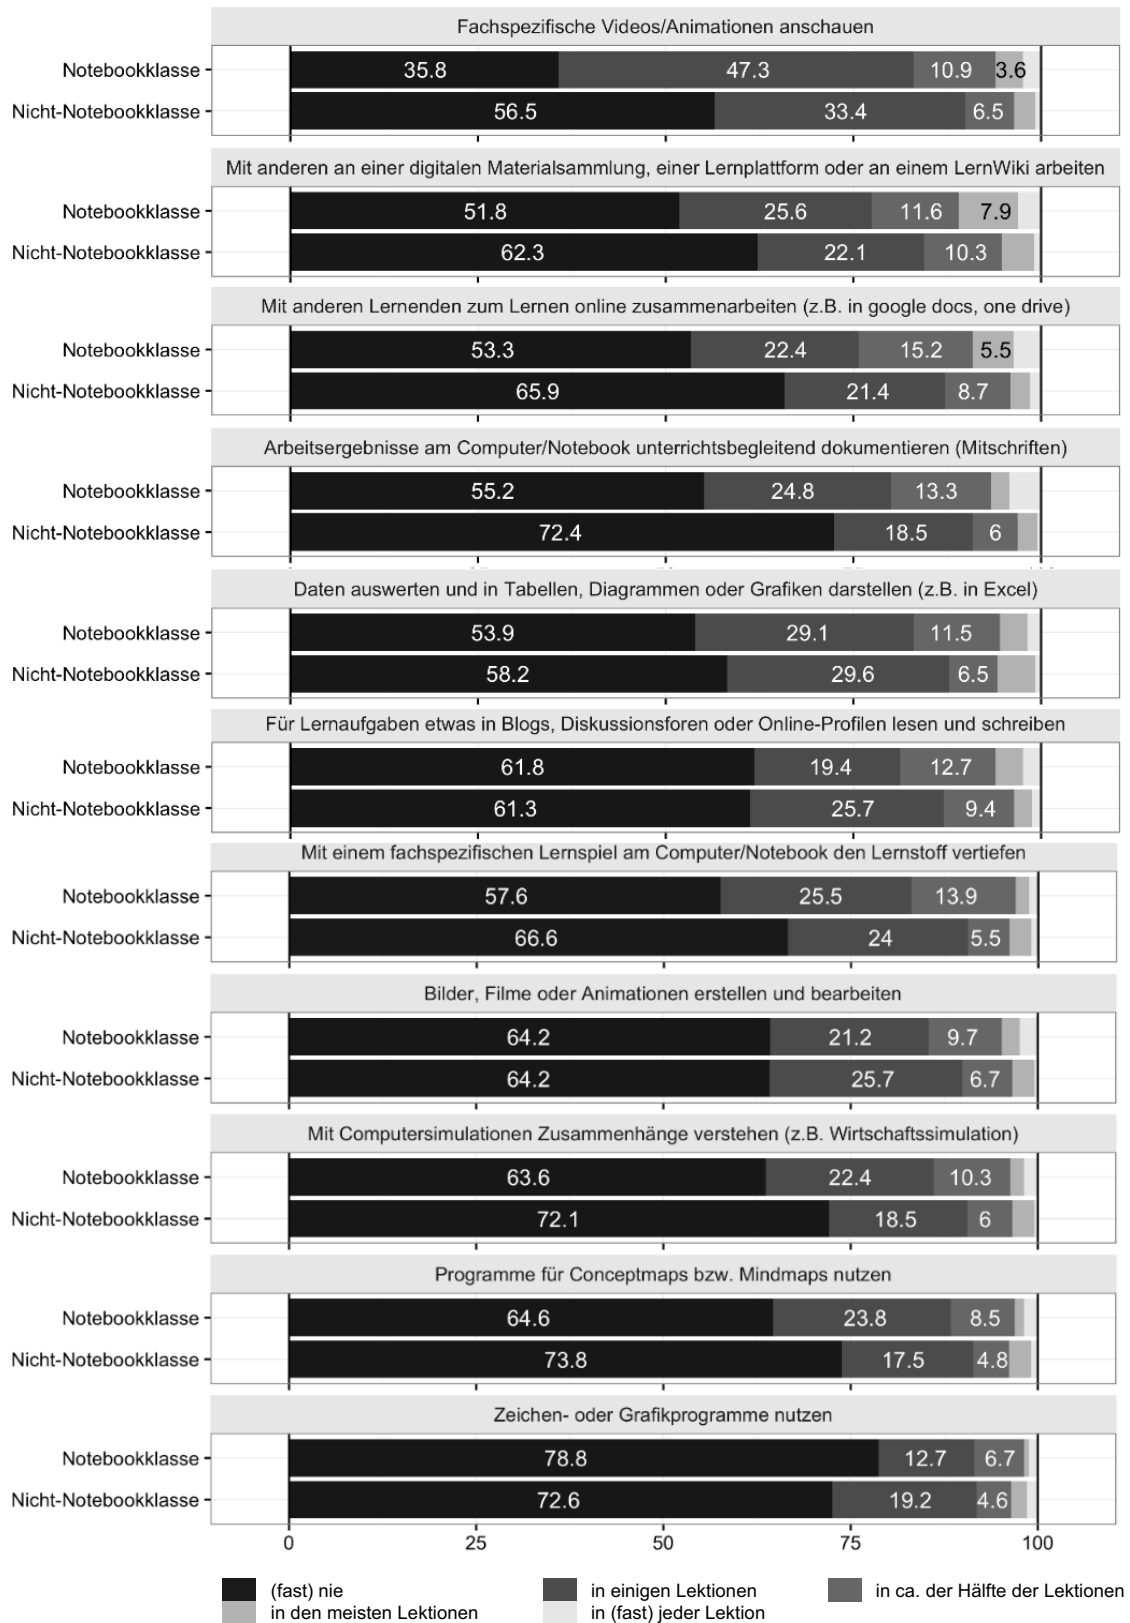 Fachspezifische Videos/Animationen anschauen
Notebookklasse 35.8 47.3 10.9 3.6
Nicht-Notebookklasse 56.5 33.4 6.5
Mit anderen an einer digitalen Materialsammlung, einer Lernplattform oder an einem LernWiki arbeiten
Notebookklasse 51.8 25.6 11.6 7.9
Nicht-Notebookklasse 62.3 22.1 10.3
Mit anderen Lernenden zum Lernen online zusammenarbeiten (z.B. in google docs, one drive)
Notebookklasse 53.3 22.4 15.2 5.5
Nicht-Notebookklasse 65.9 21.4 8.7
Arbeitsergebnisse am Computer/Notebook unterrichtsbegleitend dokumentieren (Mitschriften)
Notebookklasse 55.2 24.8 13.3
Nicht-Notebookklasse 72.4 18.5 6
Daten auswerten und in Tabellen, Diagrammen oder Grafiken darstellen (z.B. in Excel)
Notebookklasse 53.9 29.1 11.5
Nicht-Notebookklasse 58.2 29.6 6.5
Für Lernaufgaben etwas in Blogs, Diskussionsforen oder Online-Profilen lesen und schreiben
Notebookklasse 61.8 19.4 12.7
Nicht-Notebookklasse 61.3 25.7 9.4
Mit einem fachspezifischen Lernspiel am Computer/Notebook den Lernstoff vertiefen
Notebookklasse 57.6 25.5 13.9
Nicht-Notebookklasse 66.6 24 5.5
Bilder, Filme oder Animationen erstellen und bearbeiten
Notebookklasse 64.2 21.2 9.7
Nicht-Notebookklasse 64.2 25.7 6.7
Mit Computersimulationen Zusammenhänge verstehen (z.B. Wirtschaftssimulation)
Notebookklasse 63.6 22.4 10.3
Nicht-Notebookklasse 72.1 18.5 6
Programme für Conceptmaps bzw. Mindmaps nutzen
Notebookklasse 64.6 23.8 8.5
Nicht-Notebookklasse 73.8 17.5 4.8
Zeichen- oder Grafikprogramme nutzen
Notebookklasse 78.8 12.7 6.7
Nicht-Notebookklasse 72.6 19.2 4.6
0 25 50 75 100
(fast) nie in einigen Lektionen in ca. der Hälfte der Lektionen
in den meisten Lektionen in (fast) jeder Lektion